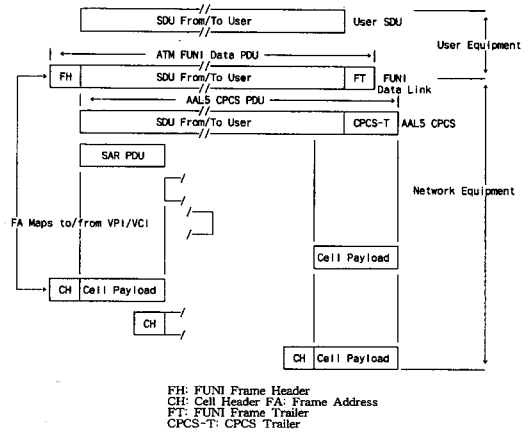 SDU From/To User
User SDU
User Equipment
ATM FUNI Data PDU
FH
SDU From/To User
FT
FUNI
Data Link
AAL5 CPCS PDU
SDU From/To User
CPCS-T
AAL5 CPCS
SAR PDU
Network Equipment
FA Maps to/from VPI/VCI
Cell Payload
CH
Cell Payload
CH
CH
Cell Payload
FH: FUNI Frame Header
CH: Cell Header FA: Frame Address
FT: FUNI Frame Trailer
CPCS-T: CPCS Trailer